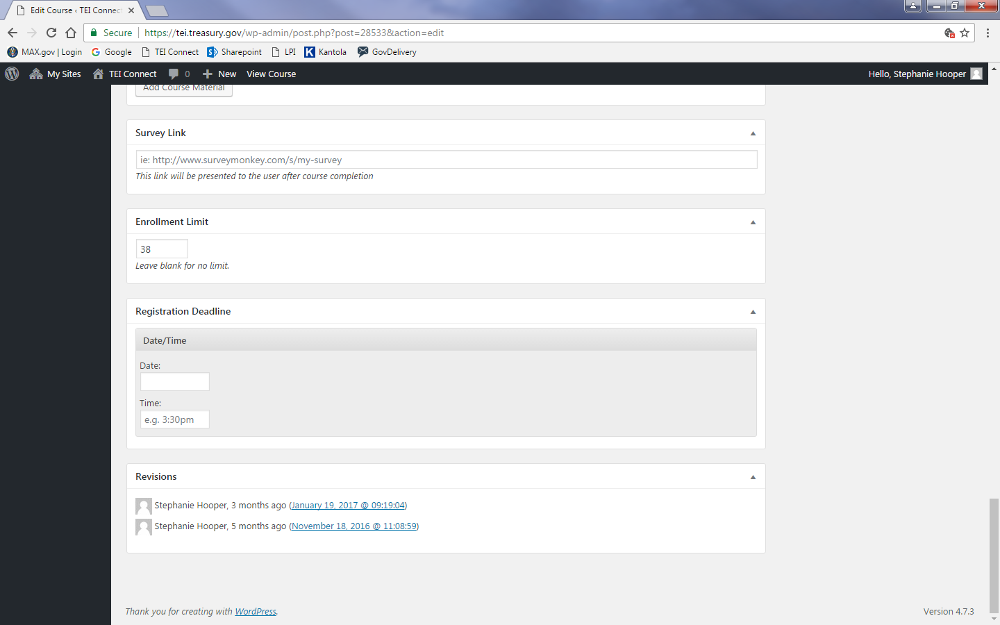 Edit Course ‹ TEI Connect
Secure https://tei.treasury.gov/wp-admin/post.php?post=28533&action=edit
MAX.gov | Login Google TEI Connect Sharepoint LPI Kantola GovDelivery
My Sites TEI Connect 0 New View Course Hello, Stephanie Hooper
Add Course Material
Survey Link
ie: http://www.surveymonkey.com/s/my-survey
This link will be presented to the user after course completion
Enrollment Limit
38
Leave blank for no limit.
Registration Deadline
Date/Time
Date:
Time:
e.g. 3:30pm
Revisions
Stephanie Hooper, 3 months ago (January 19, 2017 @ 09:19:04)
Stephanie Hooper, 5 months ago (November 18, 2016 @ 11:08:59)
Thank you for creating with WordPress. Version 4.7.3